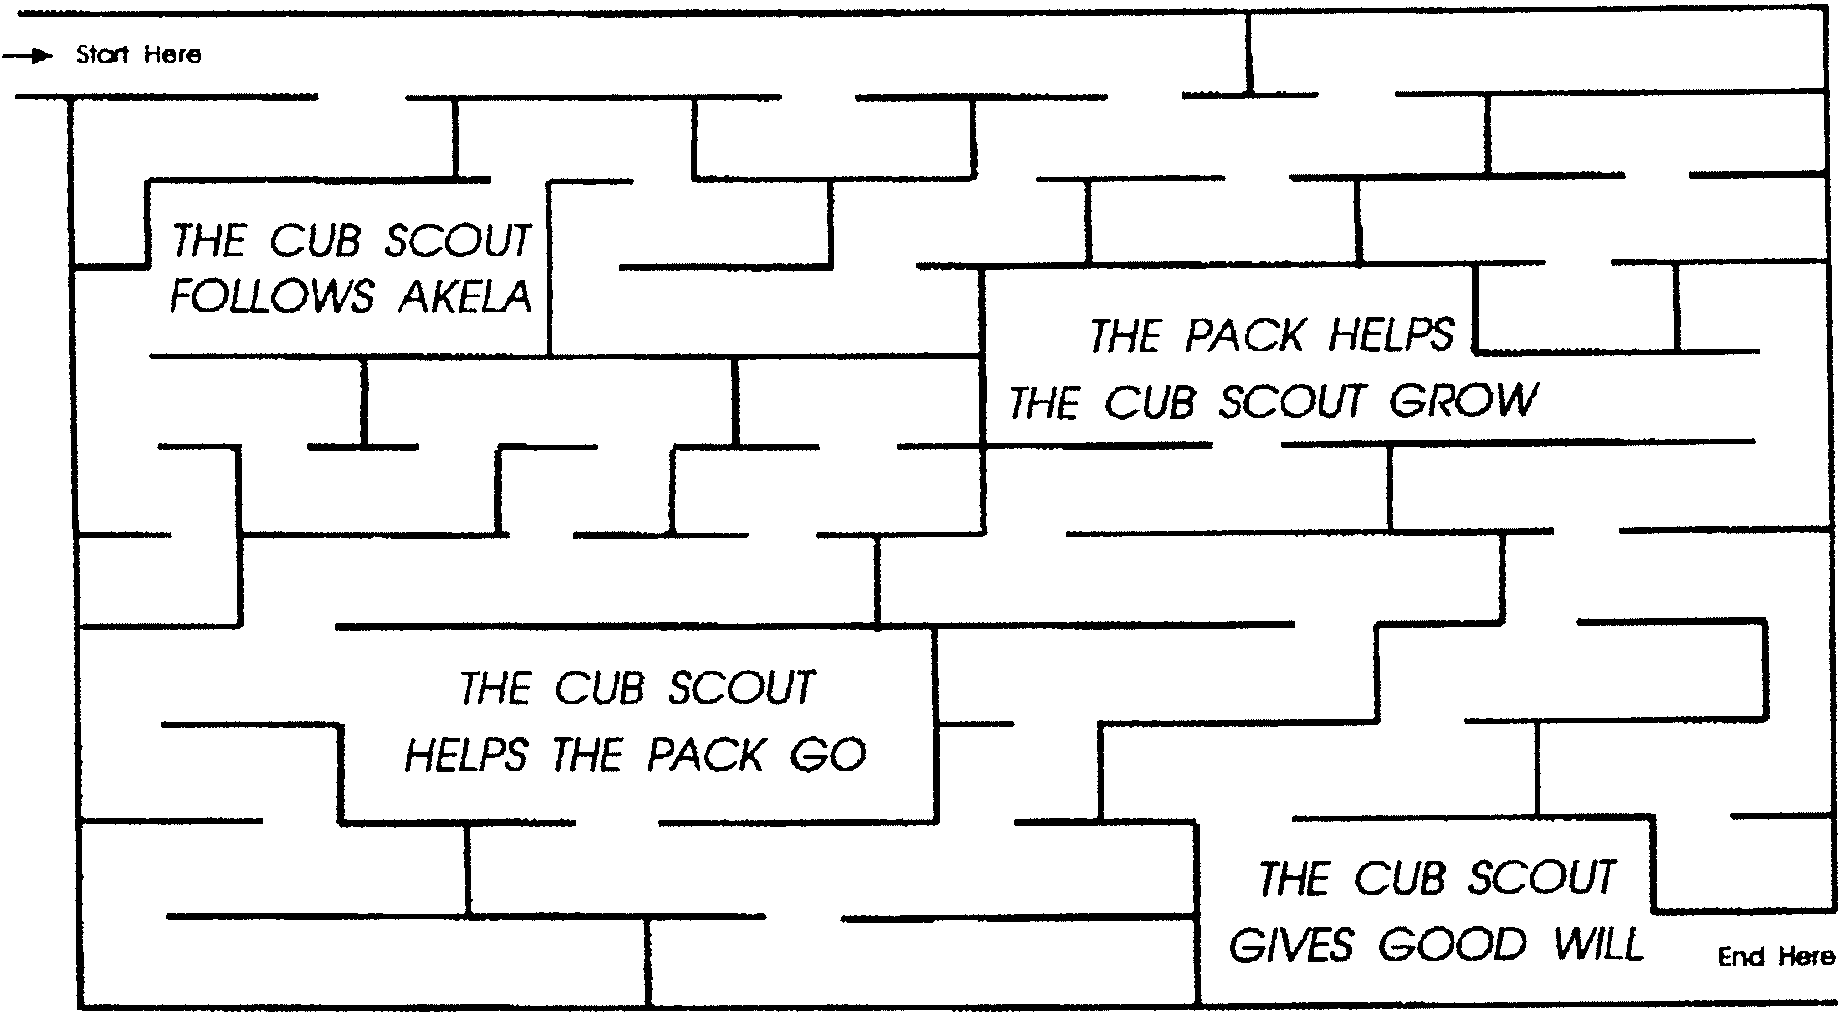 Start Here
THE CUB SCOUT
FOLLOWS AKELA
THE PACK HELPS
THE CUB SCOUT GROW
THE CUB SCOUT
HELPS THE PACK GO
THE CUB SCOUT
GIVES GOOD WILL
End Here